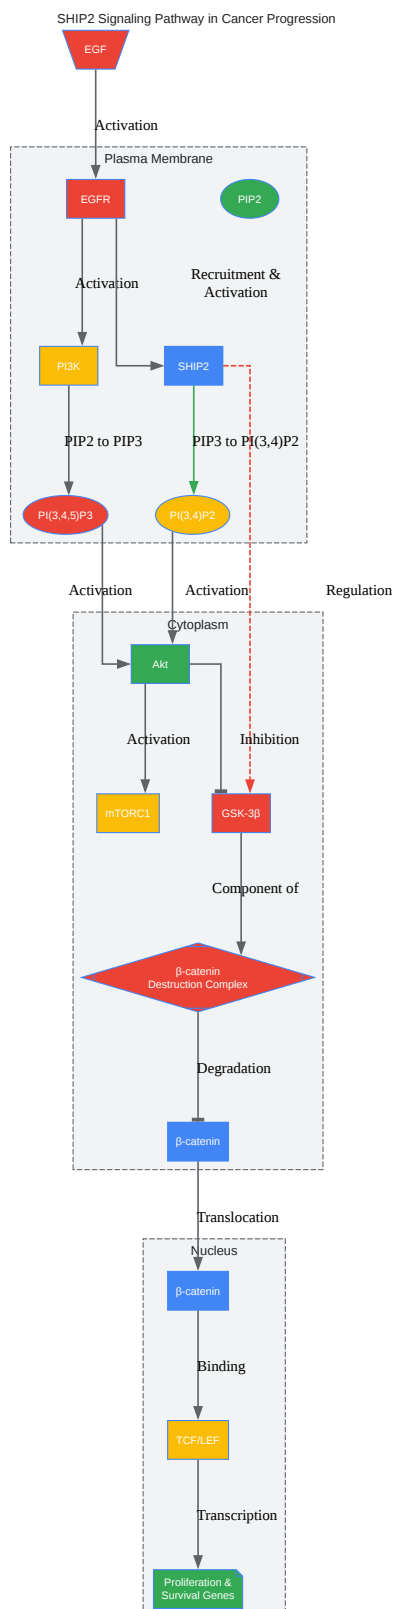 SHIP2 Signaling Pathway in Cancer Progression
EGF
Activation
Plasma Membrane
EGFR
PIP2
Activation
Recruitment &
Activation
PI3K
SHIP2
PIP2 to PIP3
PIP3 to PI(3,4)P2
PI(3,4,5)P3
PI(3,4)P2
Activation
Activation
Regulation
Cytoplasm
Akt
Activation
Inhibition
mTORC1
GSK-3β
Component of
β-catenin
Destruction Complex
Degradation
β-catenin
Translocation
Nucleus
β-catenin
Binding
TCF/LEF
Transcription
Proliferation &
Survival Genes